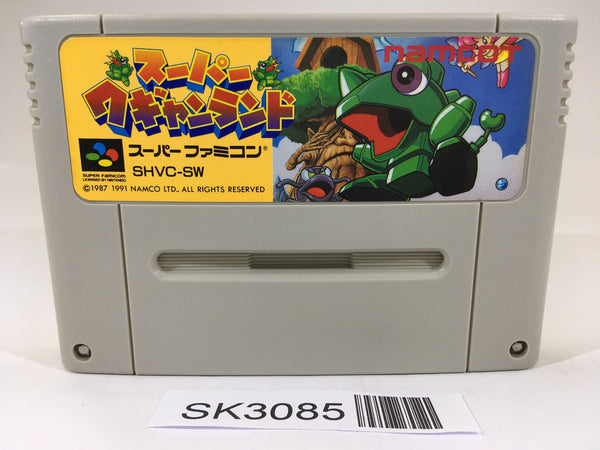 namcot
スーパー
ワギャンランド
スーパーファミコン®
SUPER FAMICOM
LICENSED BY NINTENDO
SHVC-SW
©1987 1991 NAMCO LTD., ALL RIGHTS RESERVED
SK3085